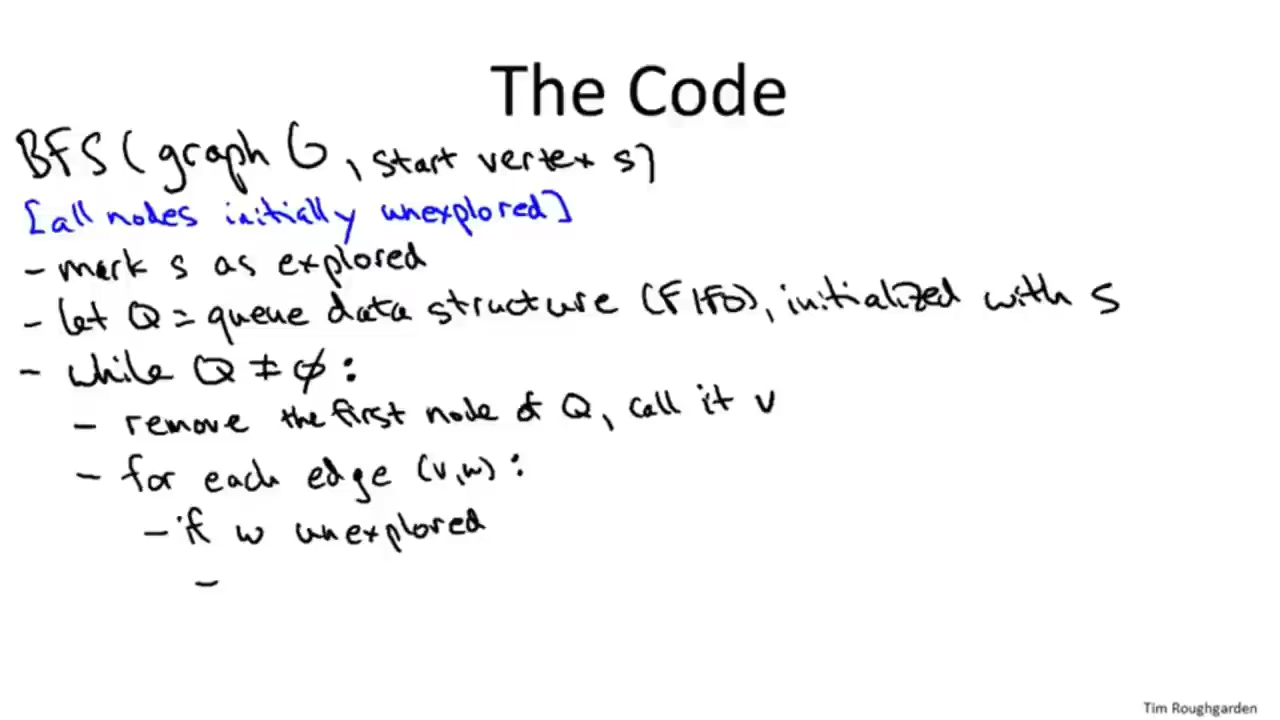 The Code
BFS(graph G, start vertex s)
[all nodes initially unexplored]
- mark s as explored
- let Q = queue data structure (FIFO), initialized with s
- while Q ≠ ∅:
- remove the first node of Q, call it v
- for each edge (v,w):
- if w unexplored
-
Tim Roughgarden